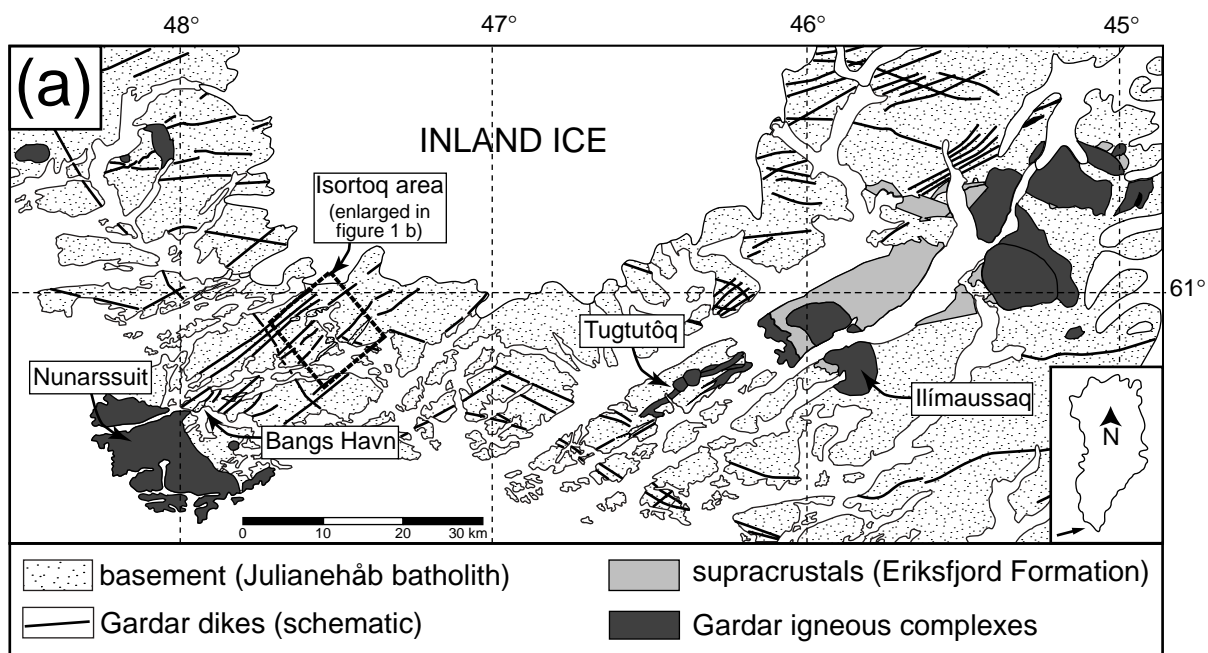 48°
47°
46°
45°
(a)
INLAND ICE
Isortoq area
(enlarged in
figure 1 b)
61°
Tugtutôq
Nunarssuit
Ilímaussaq
Bangs Havn
N
0 10 20 30 km
basement (Julianehåb batholith)
supracrustals (Eriksfjord Formation)
Gardar dikes (schematic)
Gardar igneous complexes